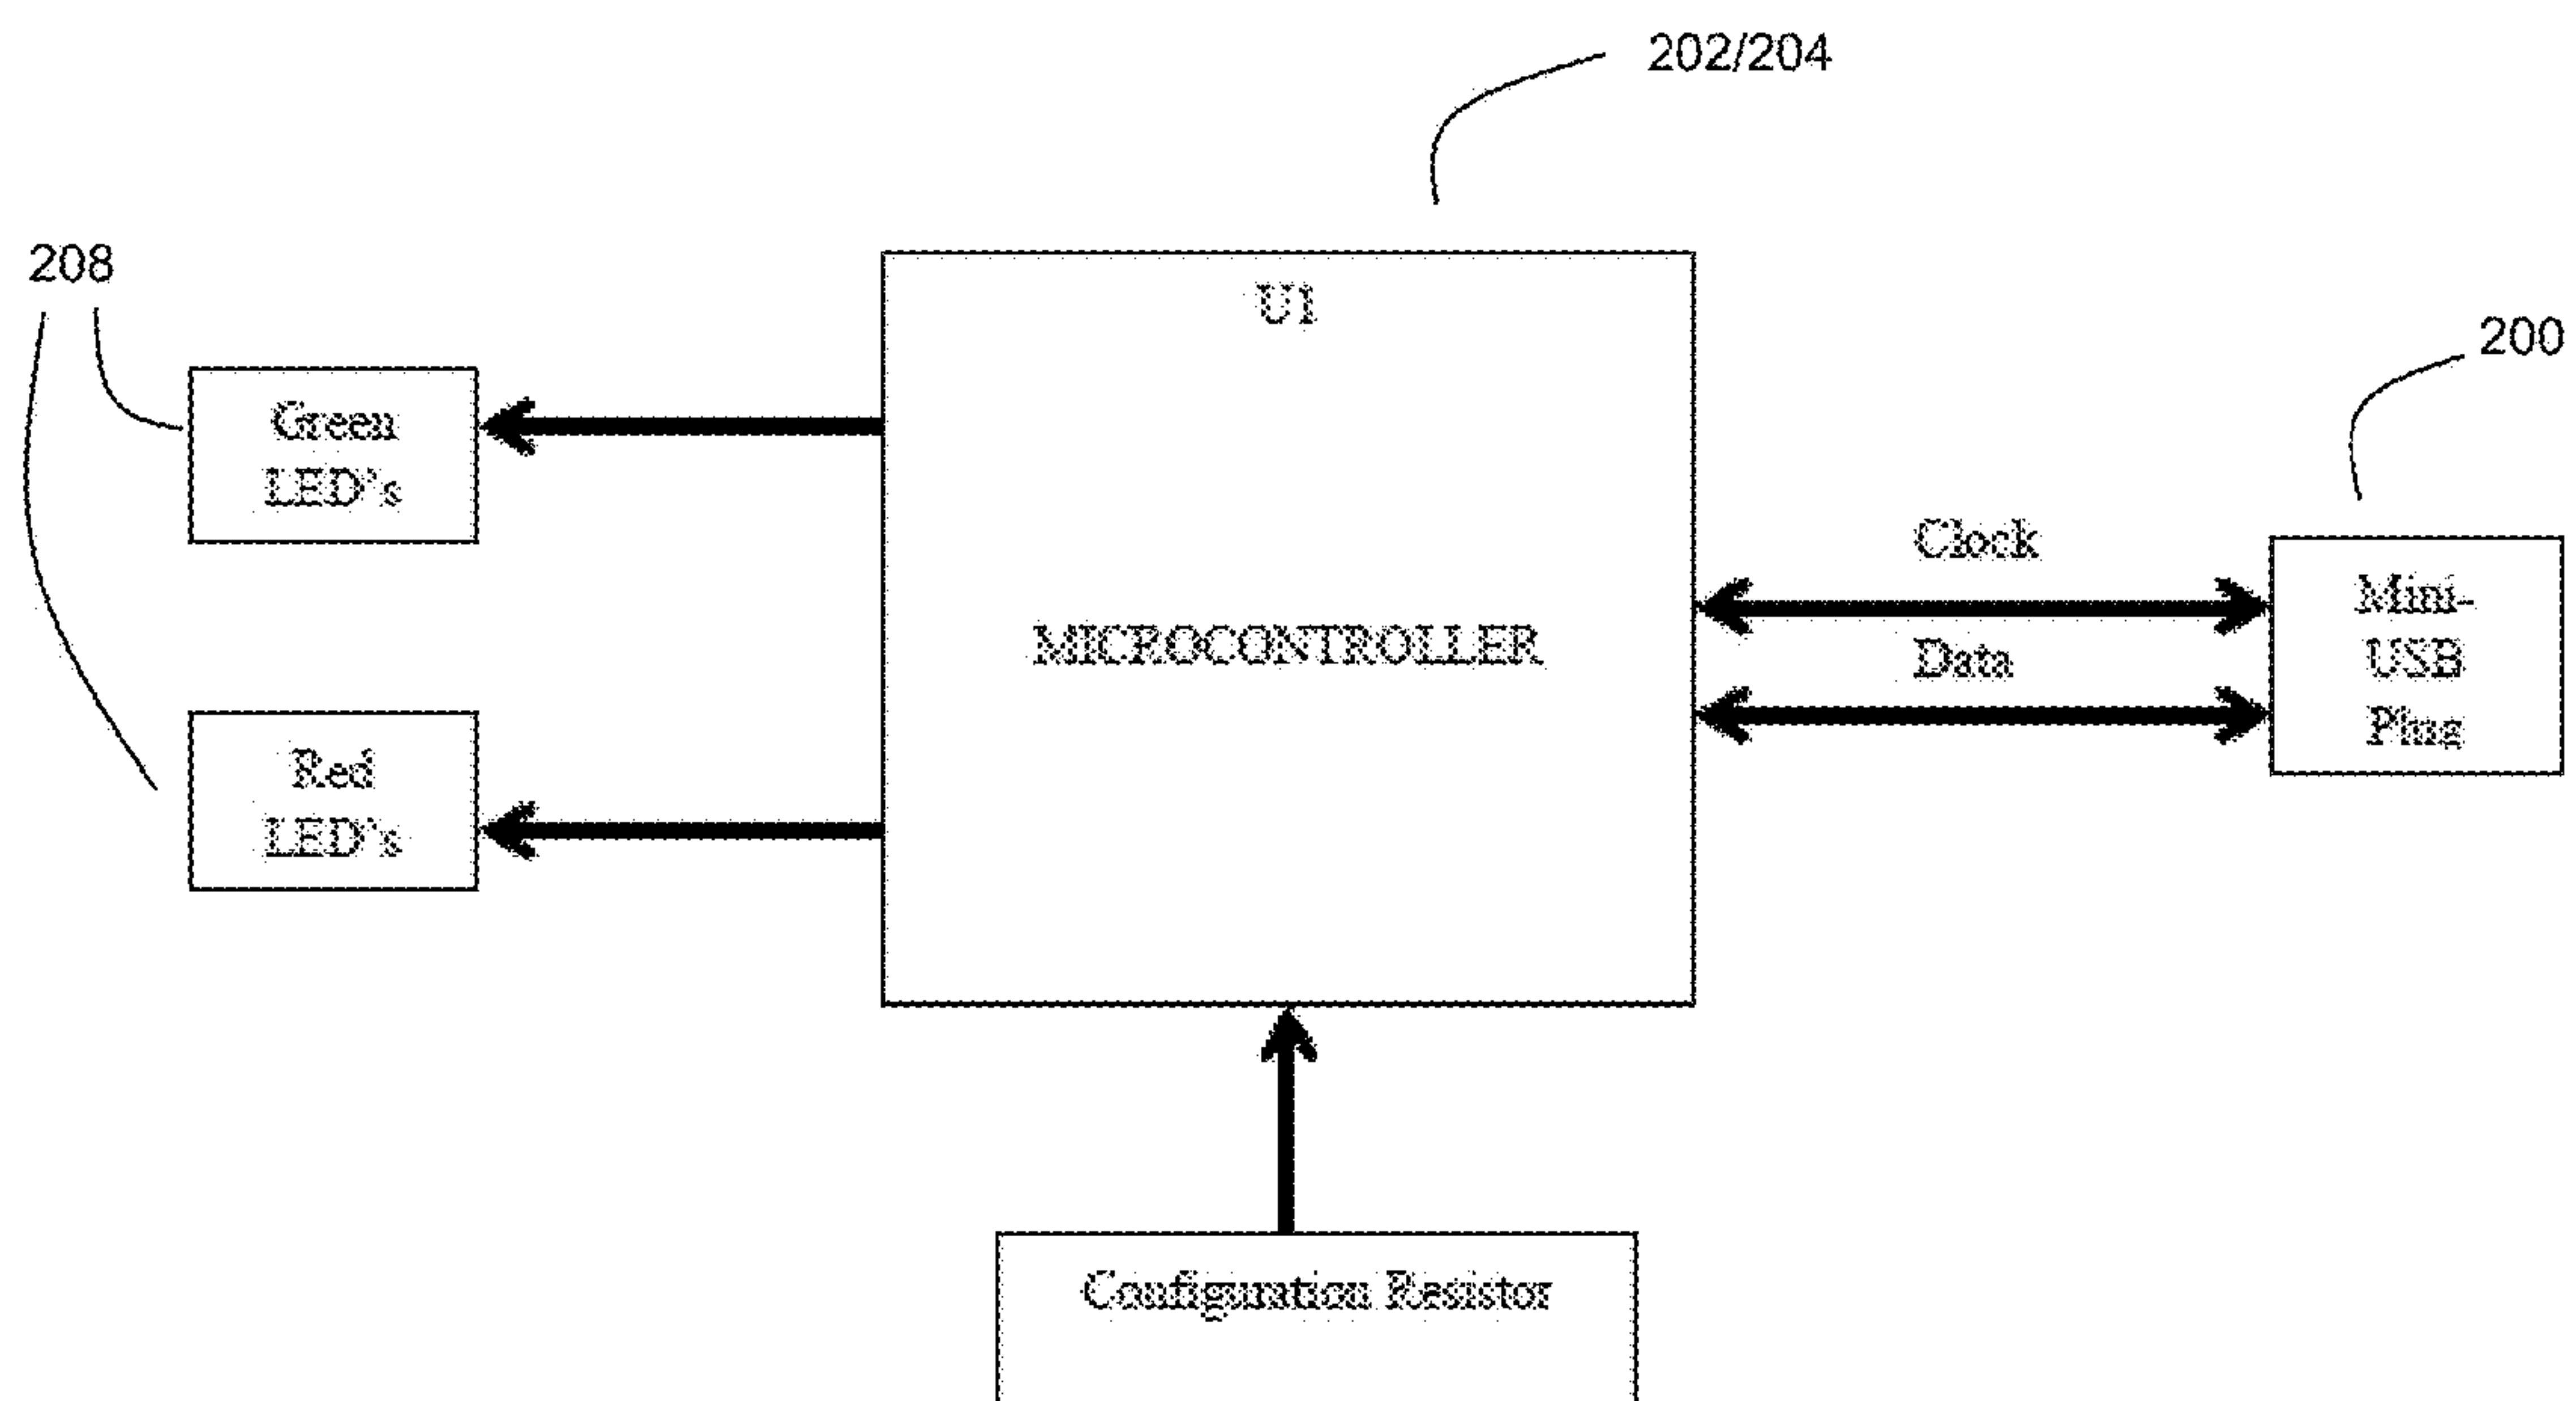 202/204
208
U1
200
Green
LED's
Clock
Mini-
USB
Plug
MICROCONTROLLER
Data
Red
LED's
Configuration Resistor